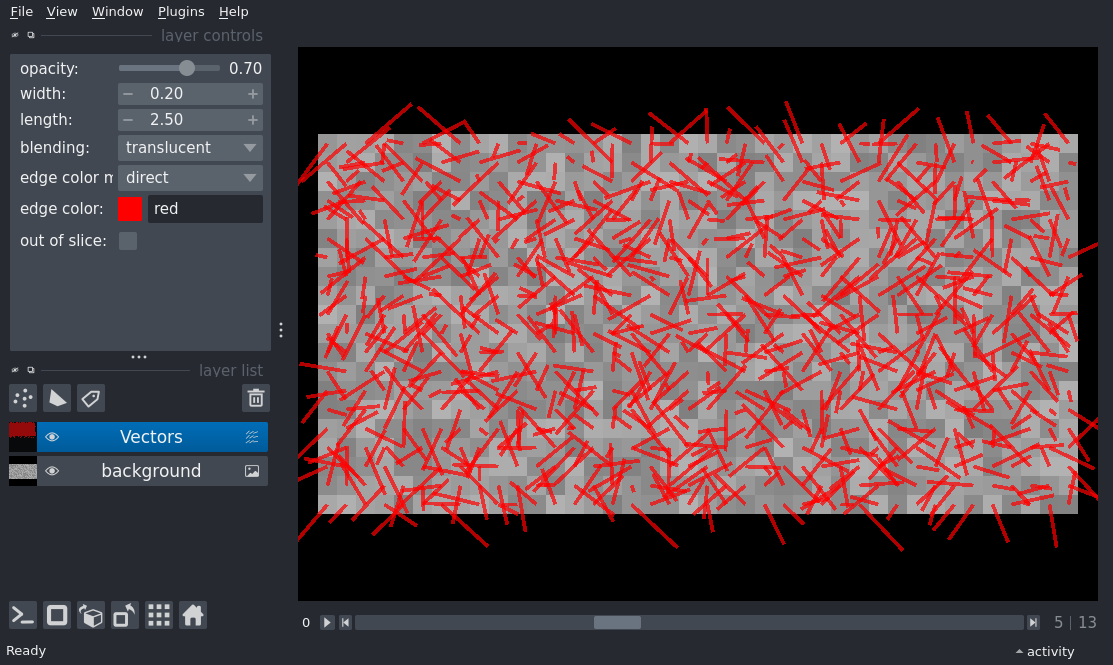 File View Window Plugins Help
layer controls
opacity: 0.70
width: − 0.20 +
length: − 2.50 +
blending: translucent
edge color m direct
edge color: red
out of slice:
layer list
Vectors
background
0 5 | 13
Ready activity